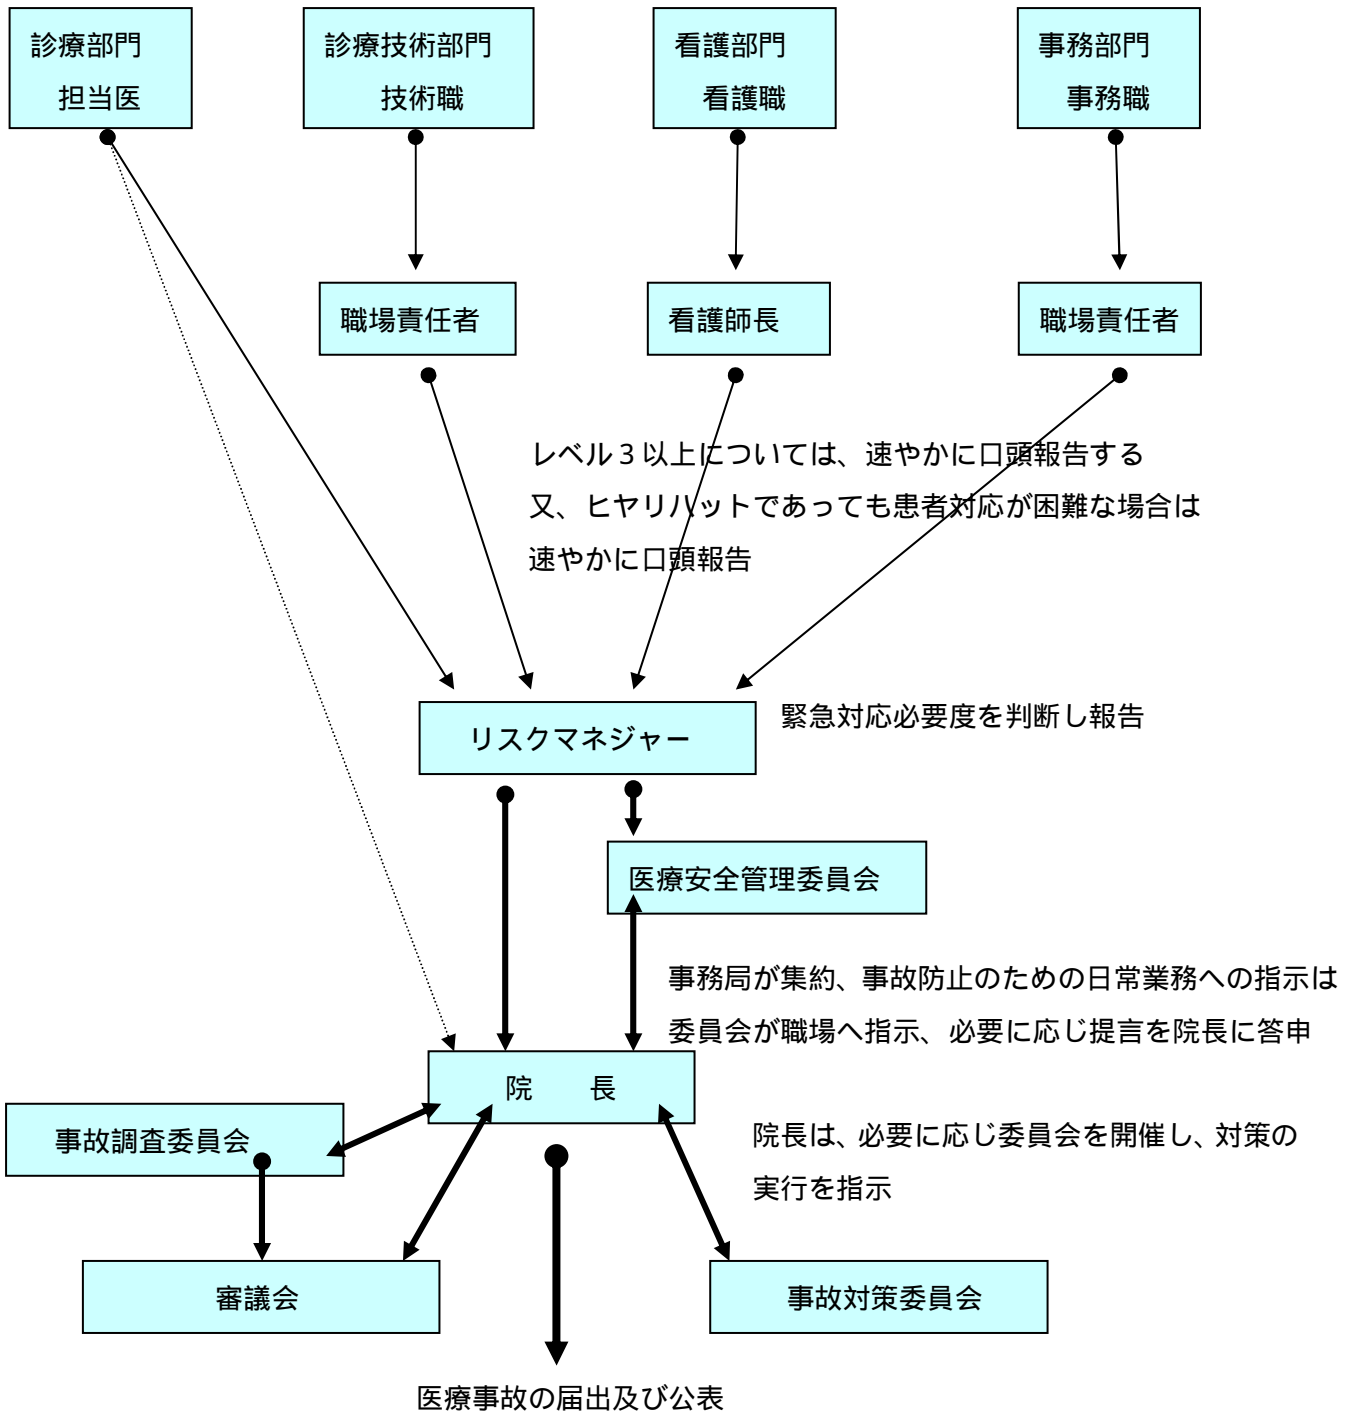 診療部門
担当医
診療技術部門
技術職
看護部門
看護職
事務部門
事務職
職場責任者
看護師長
職場責任者
レベル３以上については、速やかに口頭報告する
又、ヒヤリハットであっても患者対応が困難な場合は
速やかに口頭報告
リスクマネジャー
緊急対応必要度を判断し報告
医療安全管理委員会
事務局が集約、事故防止のための日常業務への指示は
委員会が職場へ指示、必要に応じ提言を院長に答申
院　　長
事故調査委員会
院長は、必要に応じ委員会を開催し、対策の
実行を指示
審議会
事故対策委員会
医療事故の届出及び公表